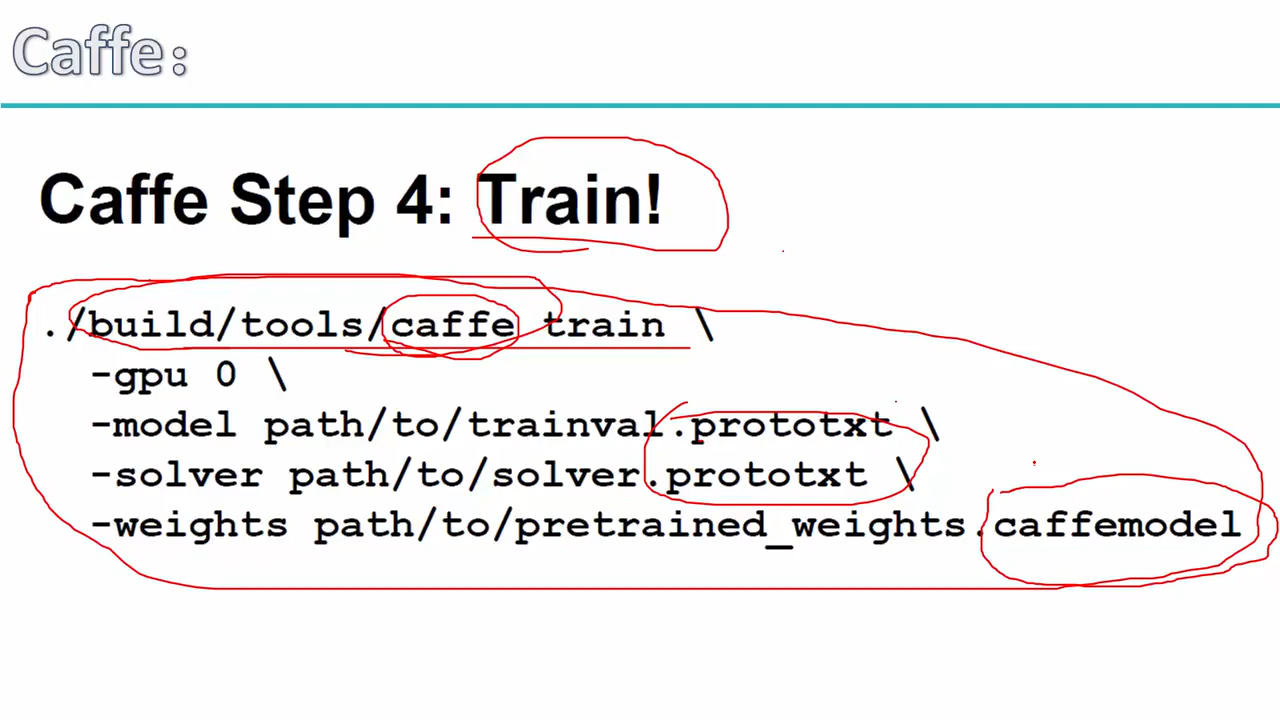 Caffe:
Caffe Step 4: Train!
./build/tools/caffe train \
-gpu 0 \
-model path/to/trainval.prototxt \
-solver path/to/solver.prototxt \
-weights path/to/pretrained_weights.caffemodel